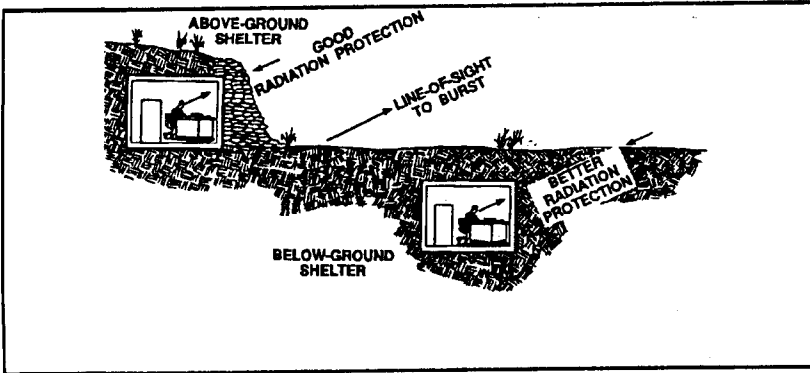 ABOVE-GROUND
SHELTER
GOOD
RADIATION PROTECTION
LINE-OF-SIGHT
TO BURST
BETTER
RADIATION
PROTECTION
BELOW-GROUND
SHELTER